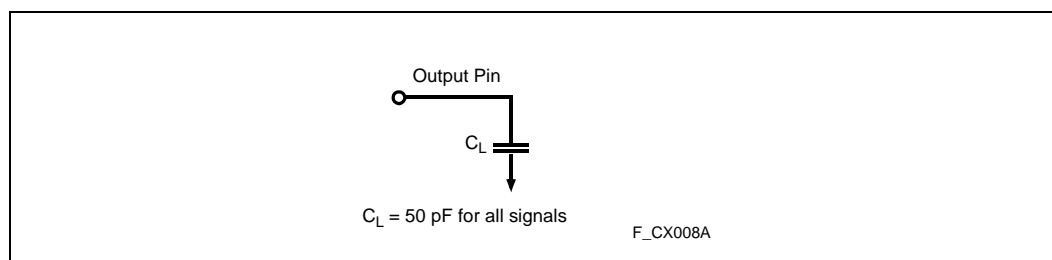 Output Pin
C_L
C_L = 50 pF for all signals
F_CX008A